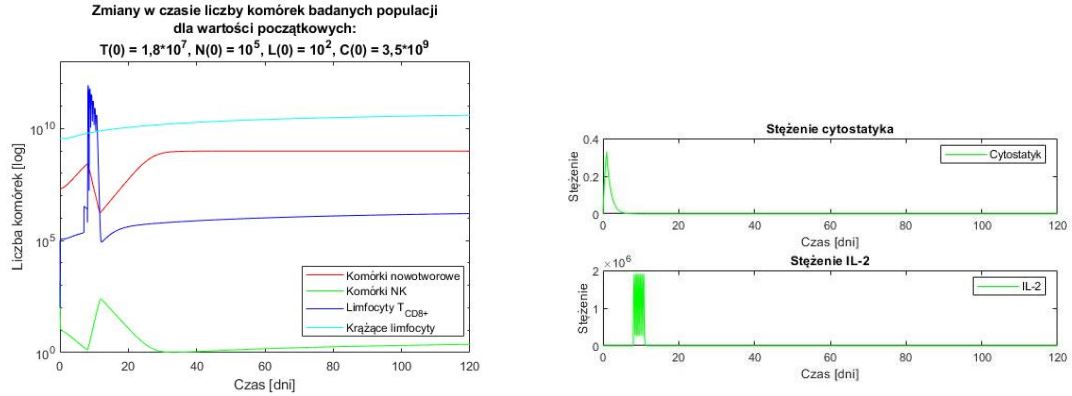 Zmiany w czasie liczby komórek badanych populacji
dla wartości początkowych:
T(0) = 1,8*10^7, N(0) = 10^5, L(0) = 10^2, C(0) = 3,5*10^9
Liczba komórek [log]
10^10
10^5
10^0
0 20 40 60 80 100 120
Czas [dni]
Komórki nowotworowe
Komórki NK
Limfocyty T_CD8+
Krążące limfocyty
Stężenie cytostatyka
Stężenie
0.4
0.2
0
Cytostatyk
0 20 40 60 80 100 120
Czas [dni]
Stężenie IL-2
× 10^6
Stężenie
2
1
0
IL-2
0 20 40 60 80 100 120
Czas [dni]